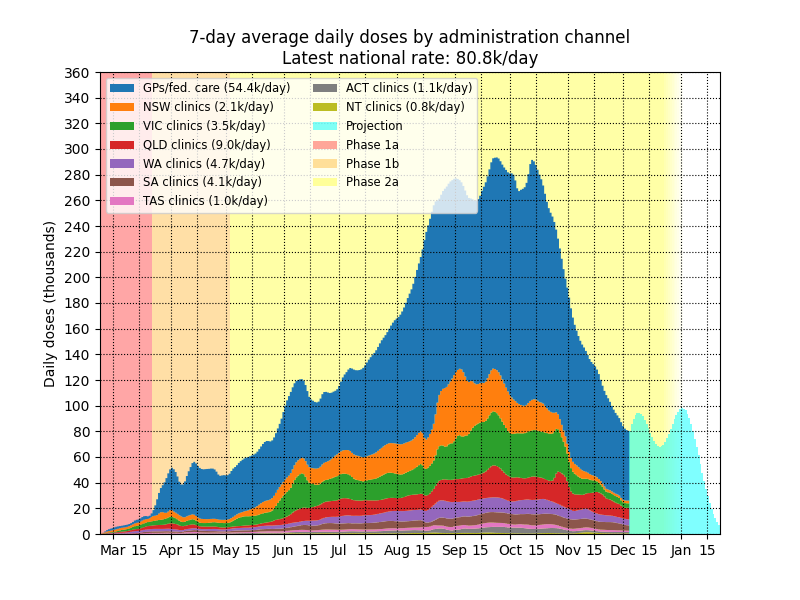 7-day average daily doses by administration channel
Latest national rate: 80.8k/day
Daily doses (thousands)
360
340
320
300
280
260
240
220
200
180
160
140
120
100
80
60
40
20
0
GPs/fed. care (54.4k/day)
NSW clinics (2.1k/day)
VIC clinics (3.5k/day)
QLD clinics (9.0k/day)
WA clinics (4.7k/day)
SA clinics (4.1k/day)
TAS clinics (1.0k/day)
ACT clinics (1.1k/day)
NT clinics (0.8k/day)
Projection
Phase 1a
Phase 1b
Phase 2a
Mar 15 Apr 15 May 15 Jun 15 Jul 15 Aug 15 Sep 15 Oct 15 Nov 15 Dec 15 Jan 15